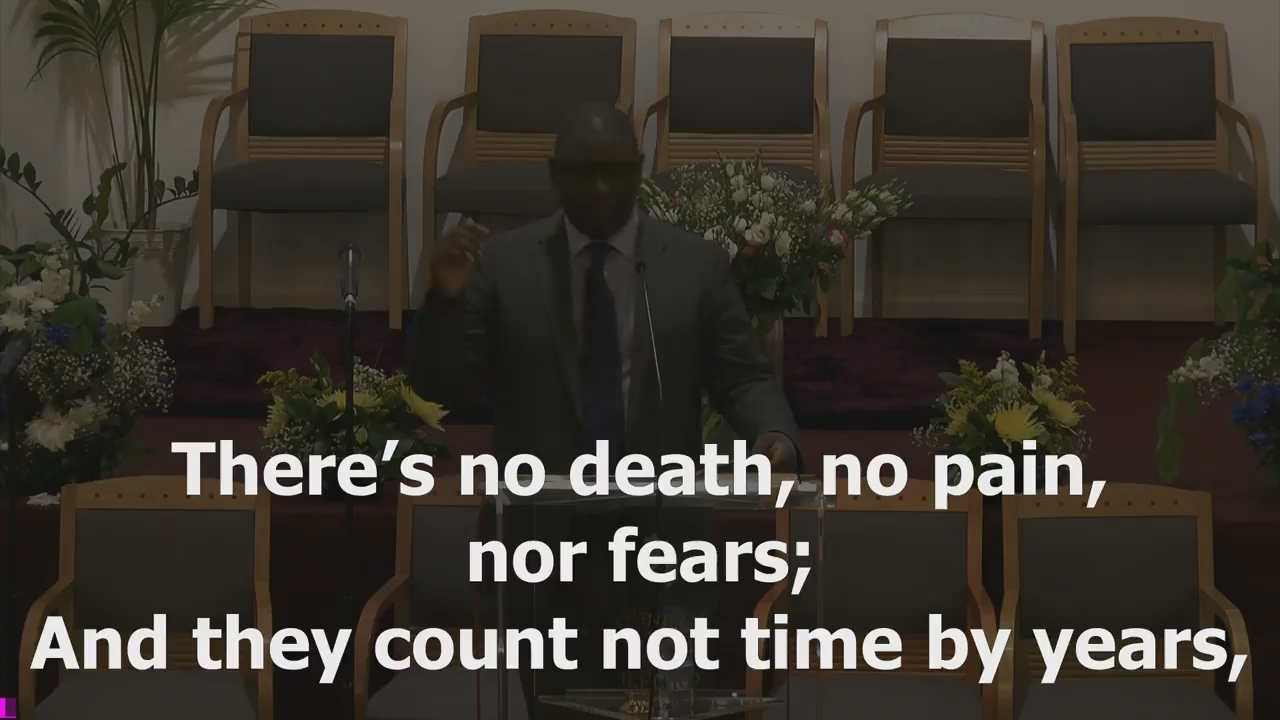 There’s no death, no pain,
nor fears;
And they count not time by years,